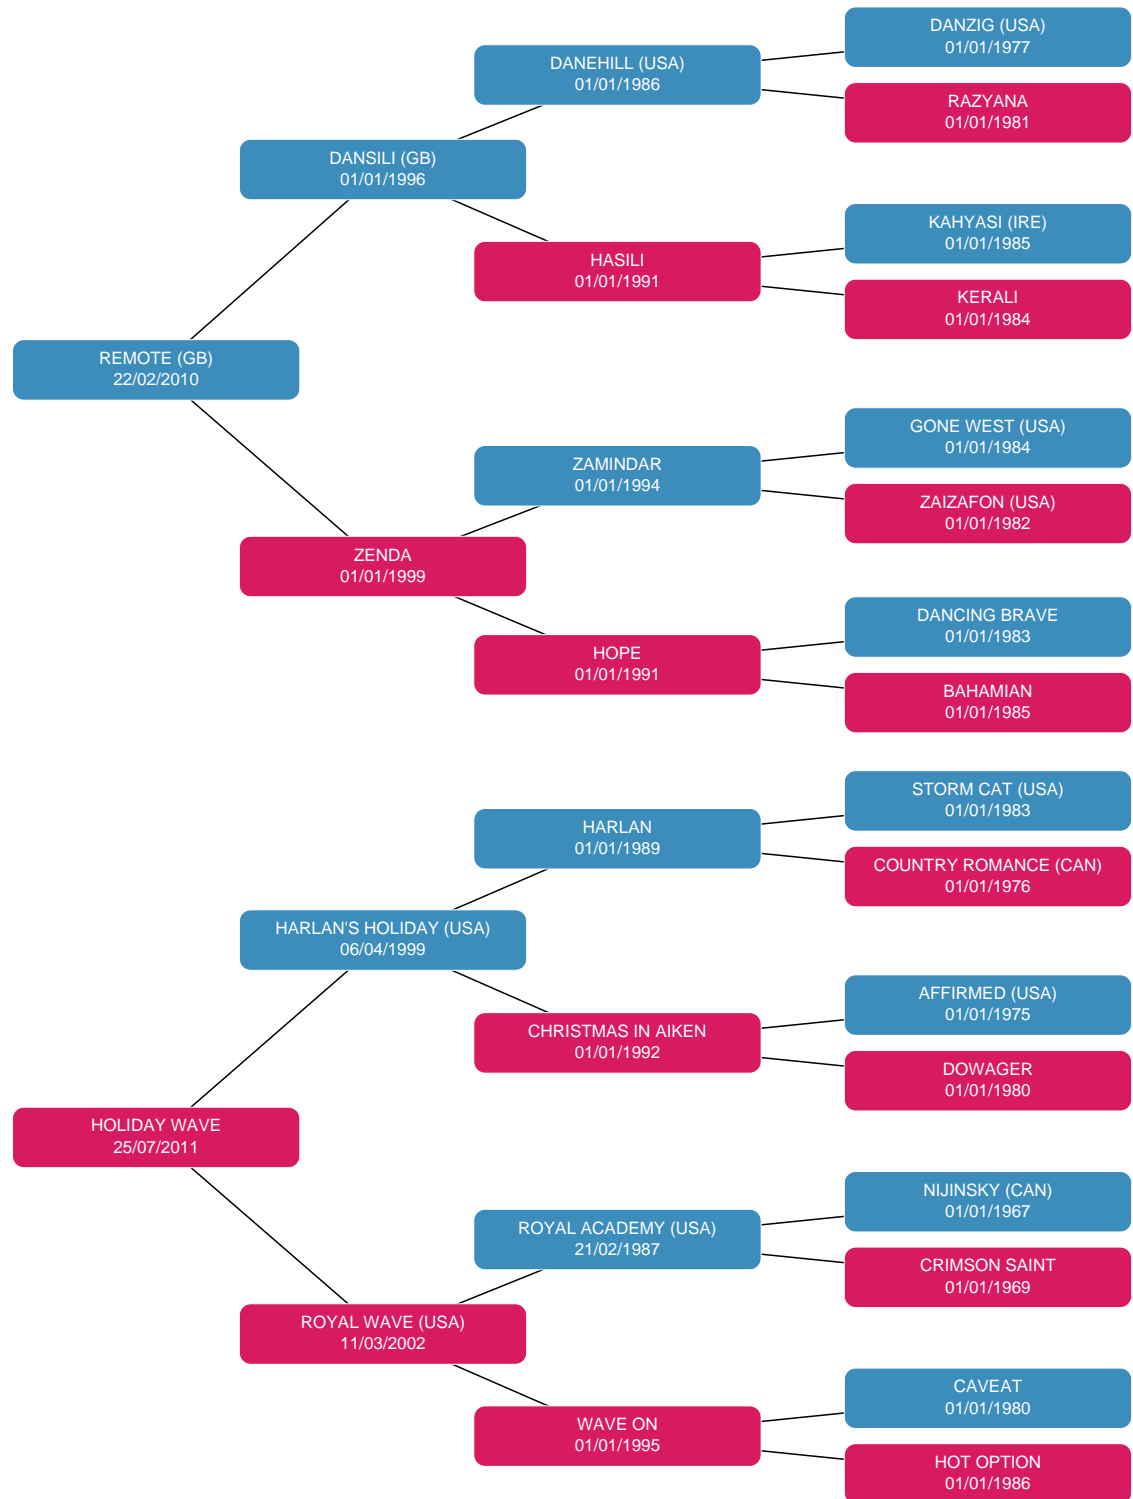 DANZIG (USA)
01/01/1977
DANEHILL (USA)
01/01/1986
RAZYANA
01/01/1981
DANSILI (GB)
01/01/1996
KAHYASI (IRE)
01/01/1985
HASILI
01/01/1991
KERALI
01/01/1984
REMOTE (GB)
22/02/2010
GONE WEST (USA)
01/01/1984
ZAMINDAR
01/01/1994
ZAIZAFON (USA)
01/01/1982
ZENDA
01/01/1999
DANCING BRAVE
01/01/1983
HOPE
01/01/1991
BAHAMIAN
01/01/1985
STORM CAT (USA)
01/01/1983
HARLAN
01/01/1989
COUNTRY ROMANCE (CAN)
01/01/1976
HARLAN'S HOLIDAY (USA)
06/04/1999
AFFIRMED (USA)
01/01/1975
CHRISTMAS IN AIKEN
01/01/1992
DOWAGER
01/01/1980
HOLIDAY WAVE
25/07/2011
NIJINSKY (CAN)
01/01/1967
ROYAL ACADEMY (USA)
21/02/1987
CRIMSON SAINT
01/01/1969
ROYAL WAVE (USA)
11/03/2002
CAVEAT
01/01/1980
WAVE ON
01/01/1995
HOT OPTION
01/01/1986